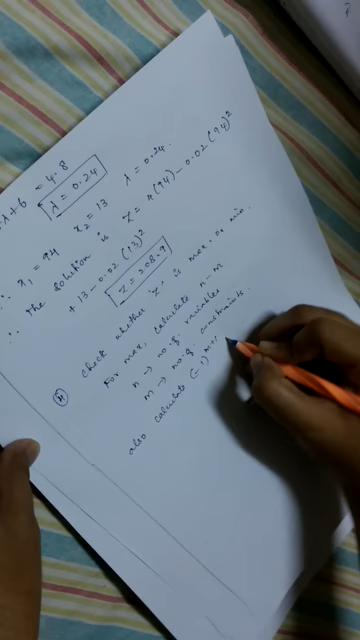 λ+6 = 4.8
λ = 0.24
∴ x₁ = 94 x₂ = 13 λ = 0.24.
∴ The solution is Z = 4(94) - 0.02 (94)²
+ 13 - 0.02 (13)²
Z = 208.9
Check whether 'Z' is max. or min.
For max, calculate n - m
n → no. of. variables
m → no. of constraints.
also calculate (-1)^m+1